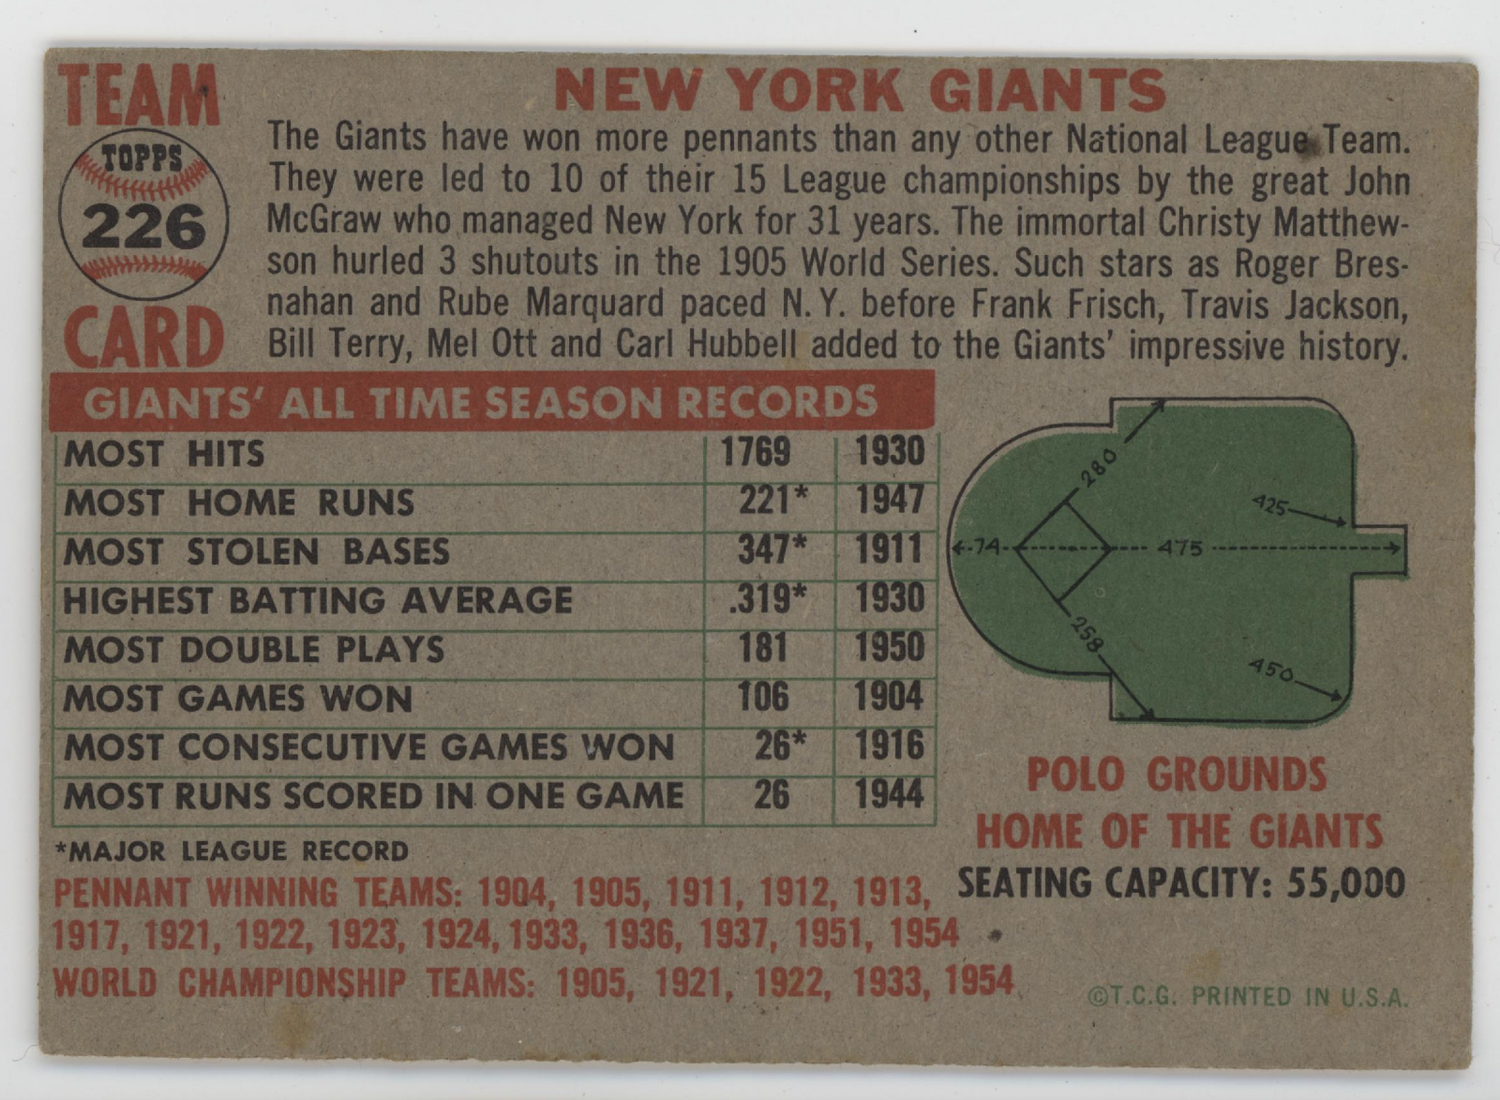 TEAM
TOPPS
226
CARD
NEW YORK GIANTS
The Giants have won more pennants than any other National League Team.
They were led to 10 of their 15 League championships by the great John
McGraw who managed New York for 31 years. The immortal Christy Matthew-
son hurled 3 shutouts in the 1905 World Series. Such stars as Roger Bres-
nahan and Rube Marquard paced N.Y. before Frank Frisch, Travis Jackson,
Bill Terry, Mel Ott and Carl Hubbell added to the Giants' impressive history.
GIANTS' ALL TIME SEASON RECORDS
MOST HITS 1769 1930
MOST HOME RUNS 221* 1947
MOST STOLEN BASES 347* 1911
HIGHEST BATTING AVERAGE .319* 1930
MOST DOUBLE PLAYS 181 1950
MOST GAMES WON 106 1904
MOST CONSECUTIVE GAMES WON 26* 1916
MOST RUNS SCORED IN ONE GAME 26 1944
*MAJOR LEAGUE RECORD
PENNANT WINNING TEAMS: 1904, 1905, 1911, 1912, 1913,
1917, 1921, 1922, 1923, 1924, 1933, 1936, 1937, 1951, 1954
WORLD CHAMPIONSHIP TEAMS: 1905, 1921, 1922, 1933, 1954
280
425
74
475
258
450
POLO GROUNDS
HOME OF THE GIANTS
SEATING CAPACITY: 55,000
©T.C.G. PRINTED IN U.S.A.